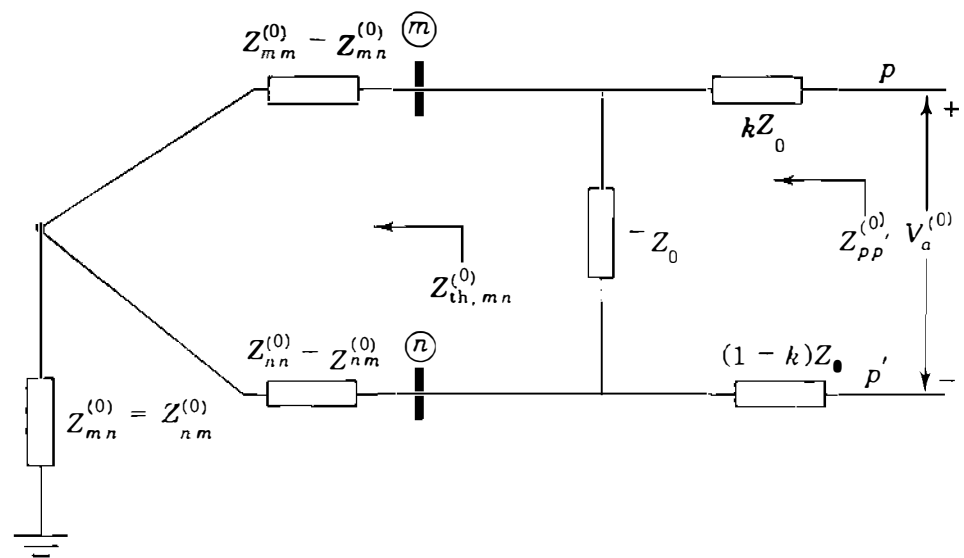 Z_{mm}^{(0)} - Z_{mn}^{(0)}
m
p
+
kZ_0
- Z_0
Z_{pp'}^{(0)}
V_a^{(0)}
Z_{th, mn}^{(0)}
Z_{nn}^{(0)} - Z_{nm}^{(0)}
n
(1 - k)Z_0
p'
-
Z_{mn}^{(0)} = Z_{nm}^{(0)}